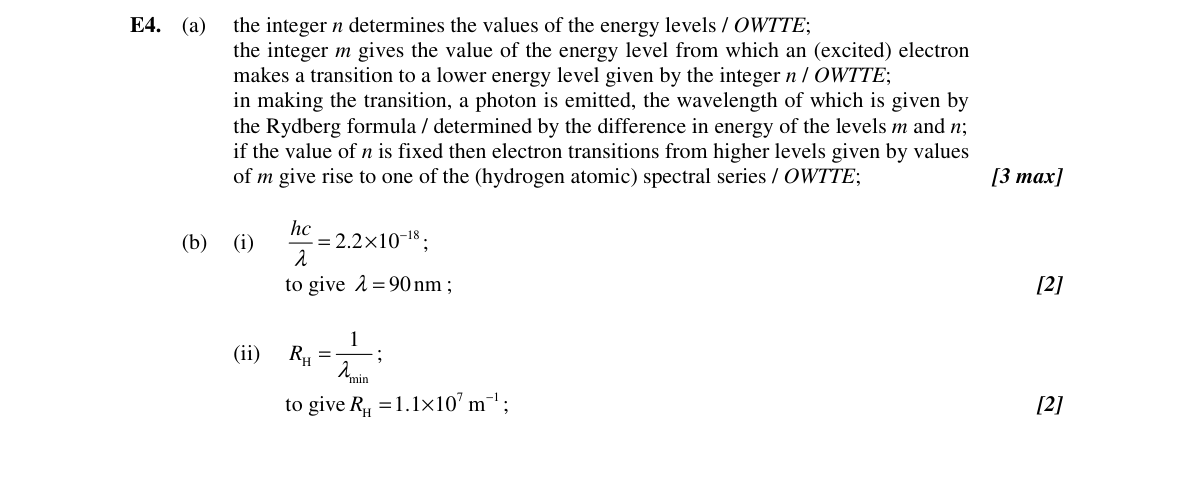 E4. (a) the integer n determines the values of the energy levels / OWTTE;
the integer m gives the value of the energy level from which an (excited) electron
makes a transition to a lower energy level given by the integer n / OWTTE;
in making the transition, a photon is emitted, the wavelength of which is given by
the Rydberg formula / determined by the difference in energy of the levels m and n;
if the value of n is fixed then electron transitions from higher levels given by values
of m give rise to one of the (hydrogen atomic) spectral series / OWTTE; [3 max]
(b) (i) hc/λ = 2.2×10⁻¹⁸;
to give λ = 90 nm; [2]
(ii) R_H = 1/λ_min;
to give R_H = 1.1×10⁷ m⁻¹; [2]